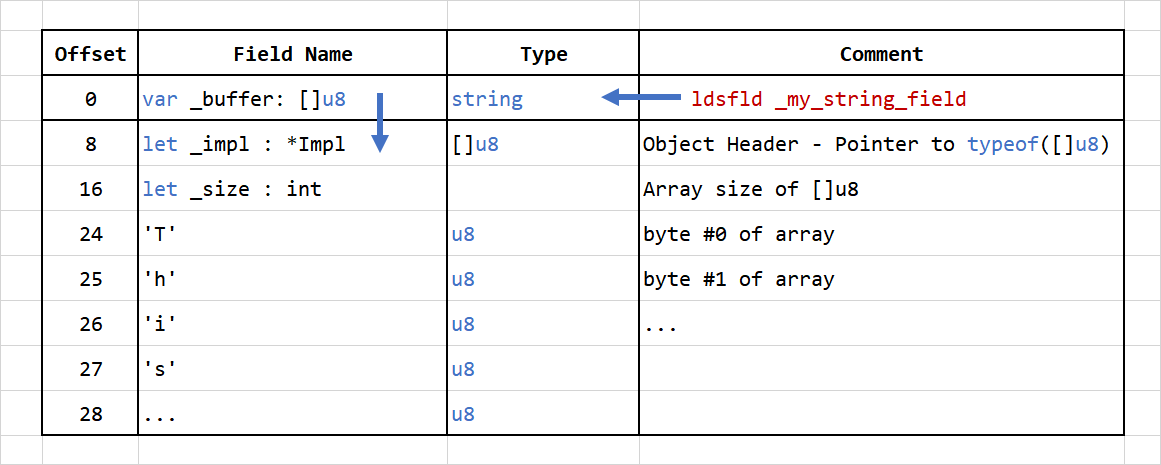 Offset Field Name Type Comment
0 var _buffer: []u8 string ldsfld _my_string_field
8 let _impl : *Impl []u8 Object Header - Pointer to typeof([]u8)
16 let _size : int Array size of []u8
24 'T' u8 byte #0 of array
25 'h' u8 byte #1 of array
26 'i' u8 ...
27 's' u8
28 ... u8